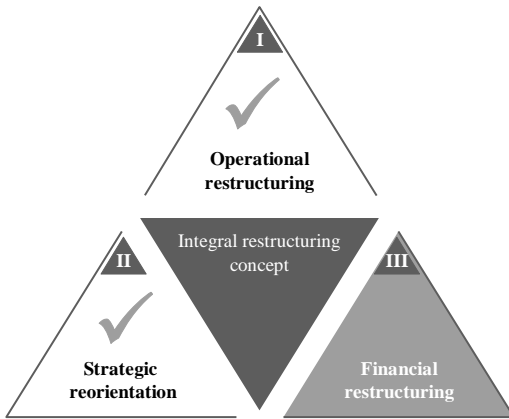 I
Operational
restructuring
Integral restructuring
concept
II
Strategic
reorientation
III
Financial
restructuring